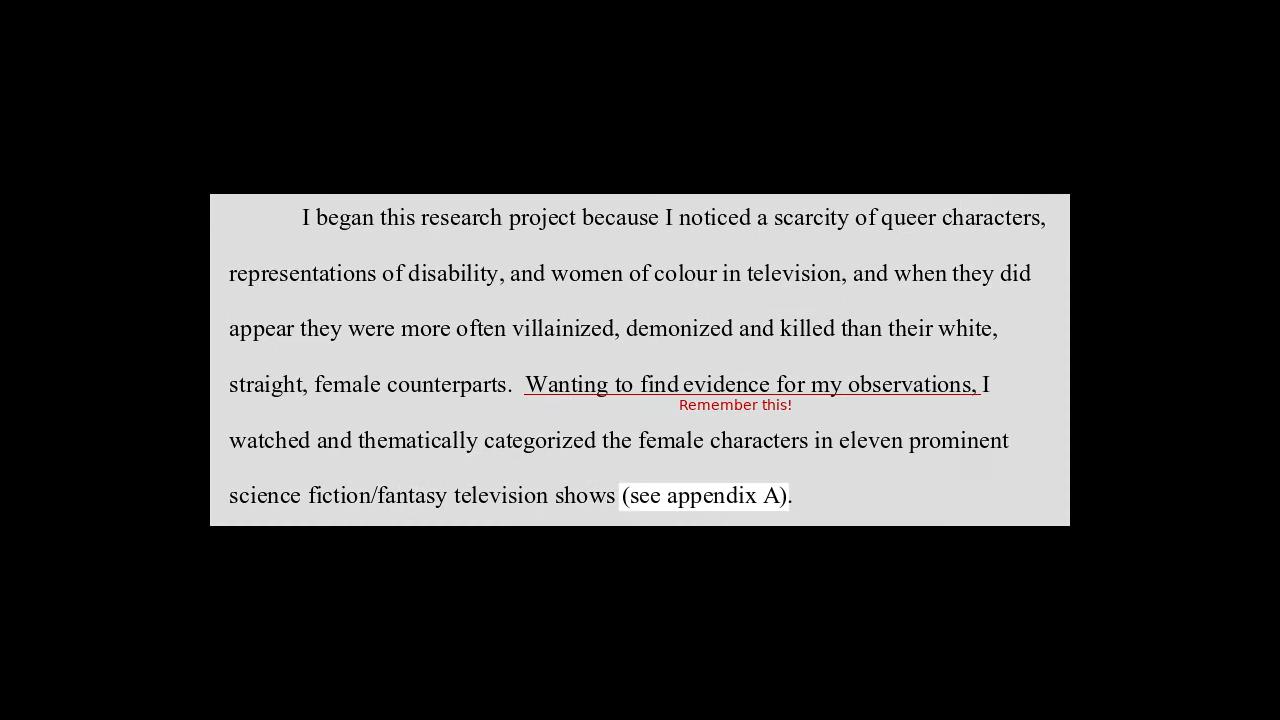 I began this research project because I noticed a scarcity of queer characters,
representations of disability, and women of colour in television, and when they did
appear they were more often villainized, demonized and killed than their white,
straight, female counterparts. Wanting to find evidence for my observations, I
Remember this!
watched and thematically categorized the female characters in eleven prominent
science fiction/fantasy television shows (see appendix A).